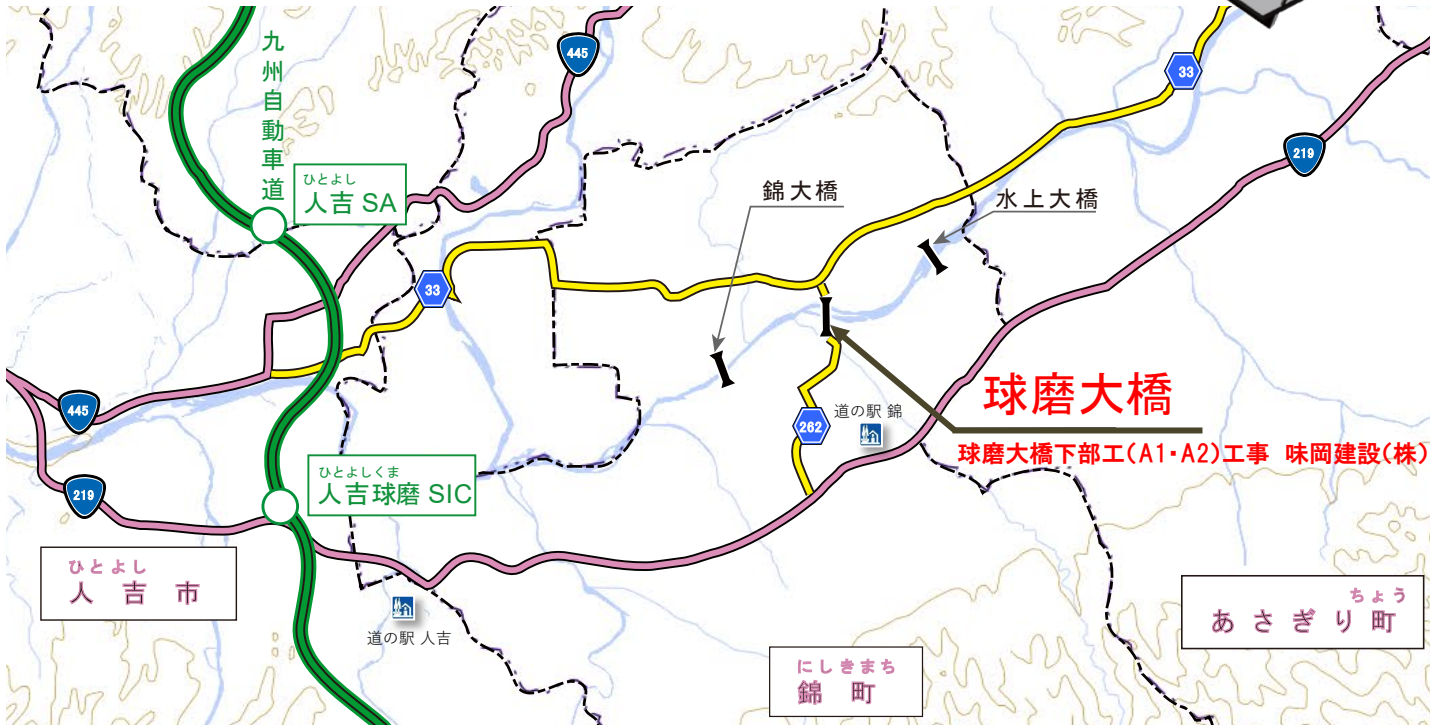 九州自動車道
445
33
219
ひとよし
人吉 SA
錦大橋
水上大橋
33
445
262
道の駅 錦
球磨大橋
球磨大橋下部工(A1・A2)工事 味岡建設(株)
219
ひとよしくま
人吉球磨 SIC
ひとよし
人吉市
道の駅 人吉
にしきまち
錦町
ちょう
あさぎり町